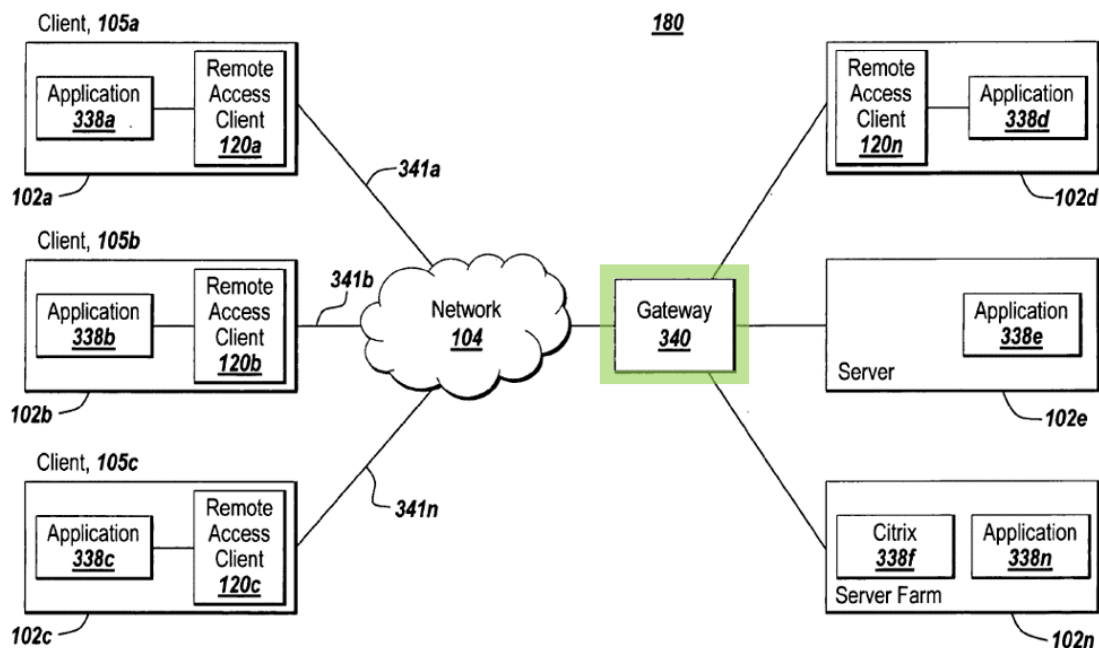 Client, 105a
Application
338a
Remote
Access
Client
120a
102a
341a
180
Remote
Access
Client
120n
Application
338d
102d
Client, 105b
Application
338b
Remote
Access
Client
120b
102b
341b
Network
104
Gateway
340
Application
338e
Server
102e
Client, 105c
Application
338c
Remote
Access
Client
120c
102c
341n
Citrix
338f
Application
338n
Server Farm
102n